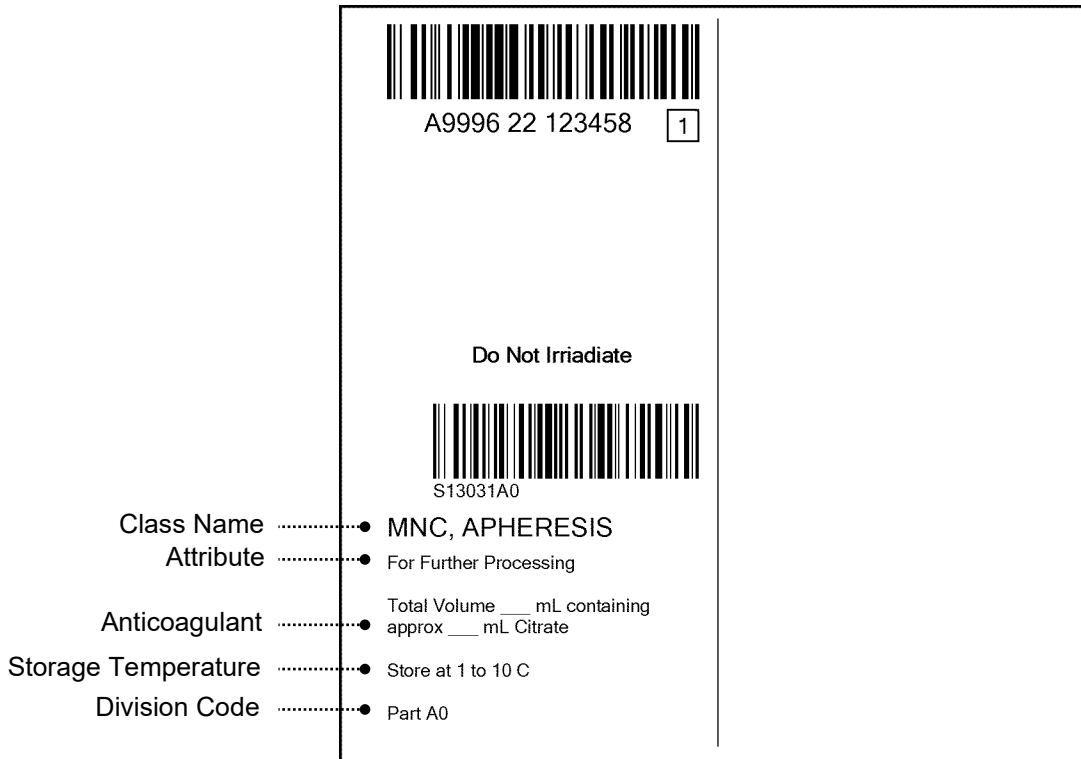 A9996 22 123458 1
Do Not Irriadiate
S13031A0
Class Name MNC, APHERESIS
Attribute For Further Processing
Total Volume ___ mL containing
Anticoagulant approx ___ mL Citrate
Storage Temperature Store at 1 to 10 C
Division Code Part A0